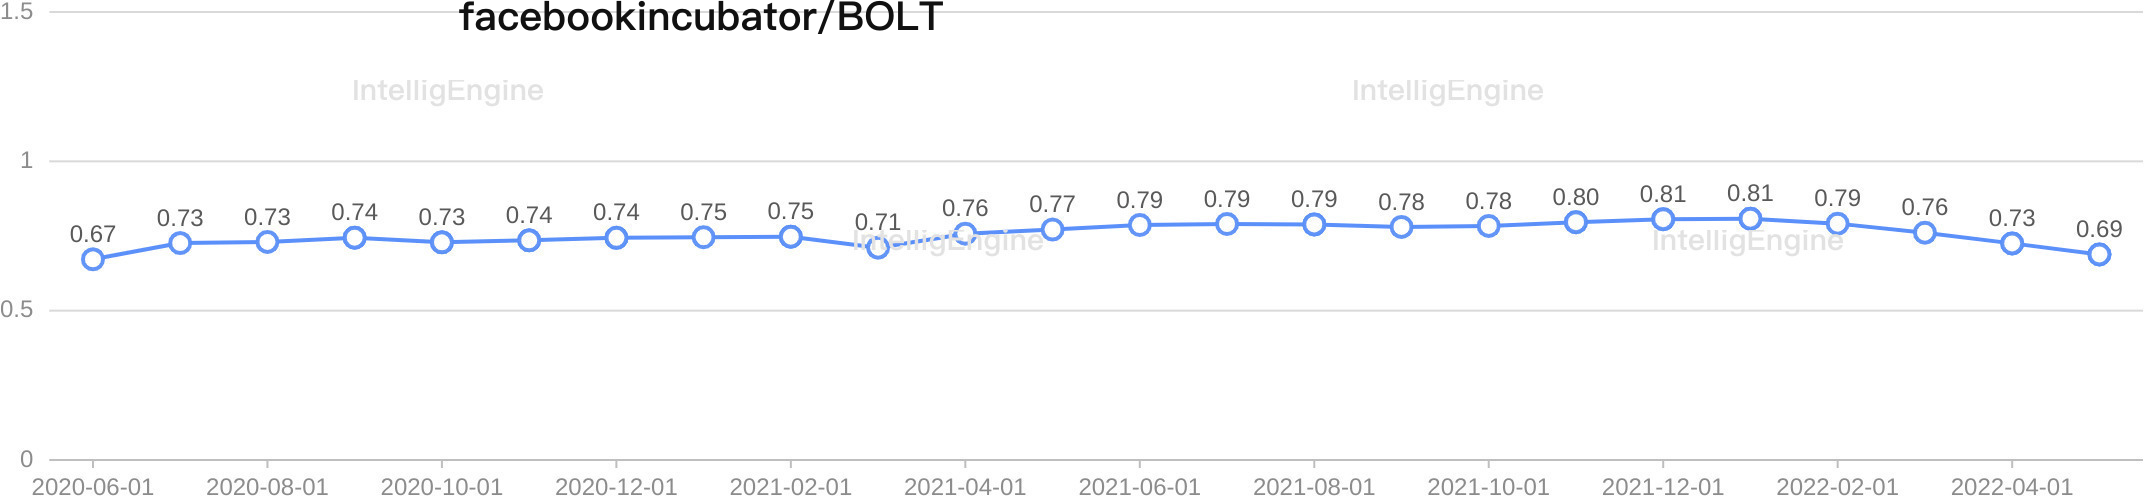 facebookincubator/BOLT
1.5
IntelligEngine IntelligEngine
1
0.67 0.73 0.73 0.74 0.73 0.74 0.74 0.75 0.75 0.71 0.76 0.77 0.79 0.79 0.79 0.78 0.78 0.80 0.81 0.81 0.79 0.76 0.73 0.69
IntelligEngine IntelligEngine
0.5
0
2020-06-01 2020-08-01 2020-10-01 2020-12-01 2021-02-01 2021-04-01 2021-06-01 2021-08-01 2021-10-01 2021-12-01 2022-02-01 2022-04-01